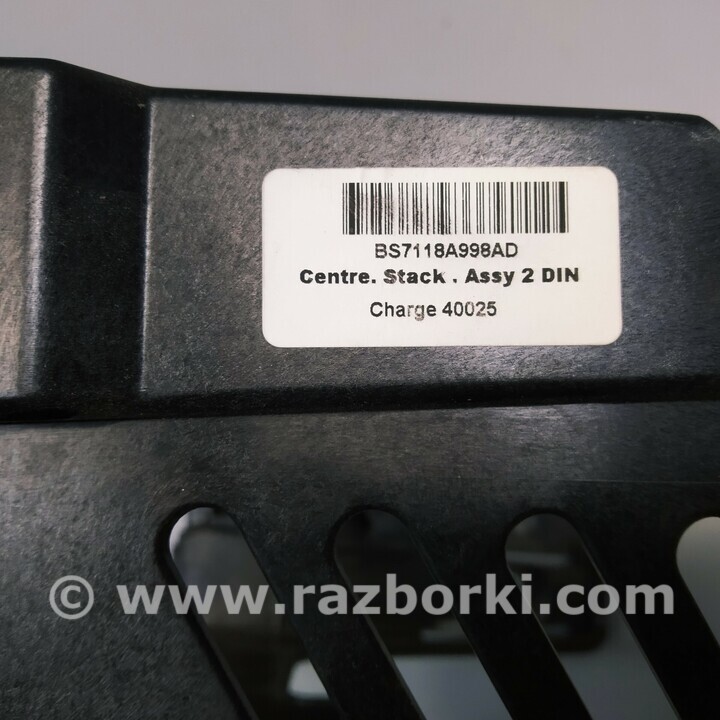 BS7118A998AD
Centre. Stack . Assy 2 DIN
Charge 40025
© www.razborki.com